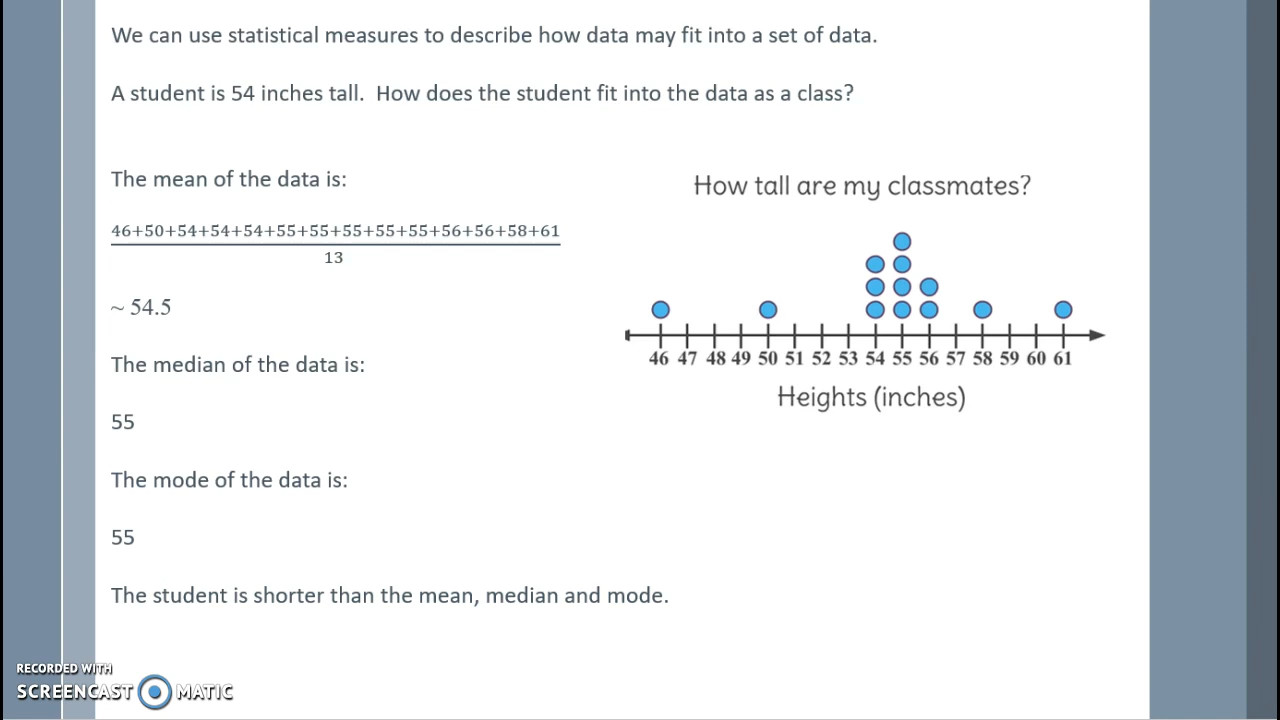 We can use statistical measures to describe how data may fit into a set of data.
A student is 54 inches tall. How does the student fit into the data as a class?
The mean of the data is:
46+50+54+54+54+55+55+55+55+55+56+56+58+61
13
~ 54.5
The median of the data is:
55
The mode of the data is:
55
The student is shorter than the mean, median and mode.
How tall are my classmates?
46 47 48 49 50 51 52 53 54 55 56 57 58 59 60 61
Heights (inches)
RECORDED WITH
SCREENCAST MATIC